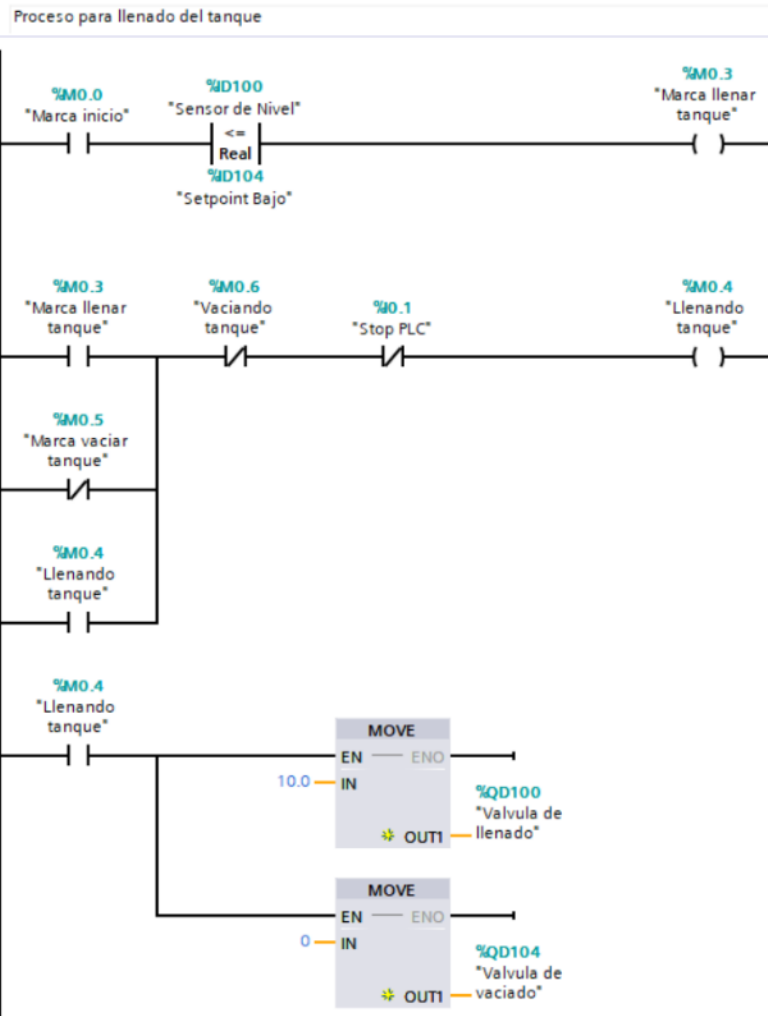 Proceso para llenado del tanque
%M0.0
"Marca inicio"
%ID100
"Sensor de Nivel"
<=
Real
%ID104
"Setpoint Bajo"
%M0.3
"Marca llenar
tanque"
%M0.3
"Marca llenar
tanque"
%M0.6
"Vaciando
tanque"
%I0.1
"Stop PLC"
%M0.4
"Llenando
tanque"
%M0.5
"Marca vaciar
tanque"
%M0.4
"Llenando
tanque"
%M0.4
"Llenando
tanque"
MOVE
EN ENO
10.0 IN
OUT1
%QD100
"Valvula de
llenado"
MOVE
EN ENO
0 IN
OUT1
%QD104
"Valvula de
vaciado"